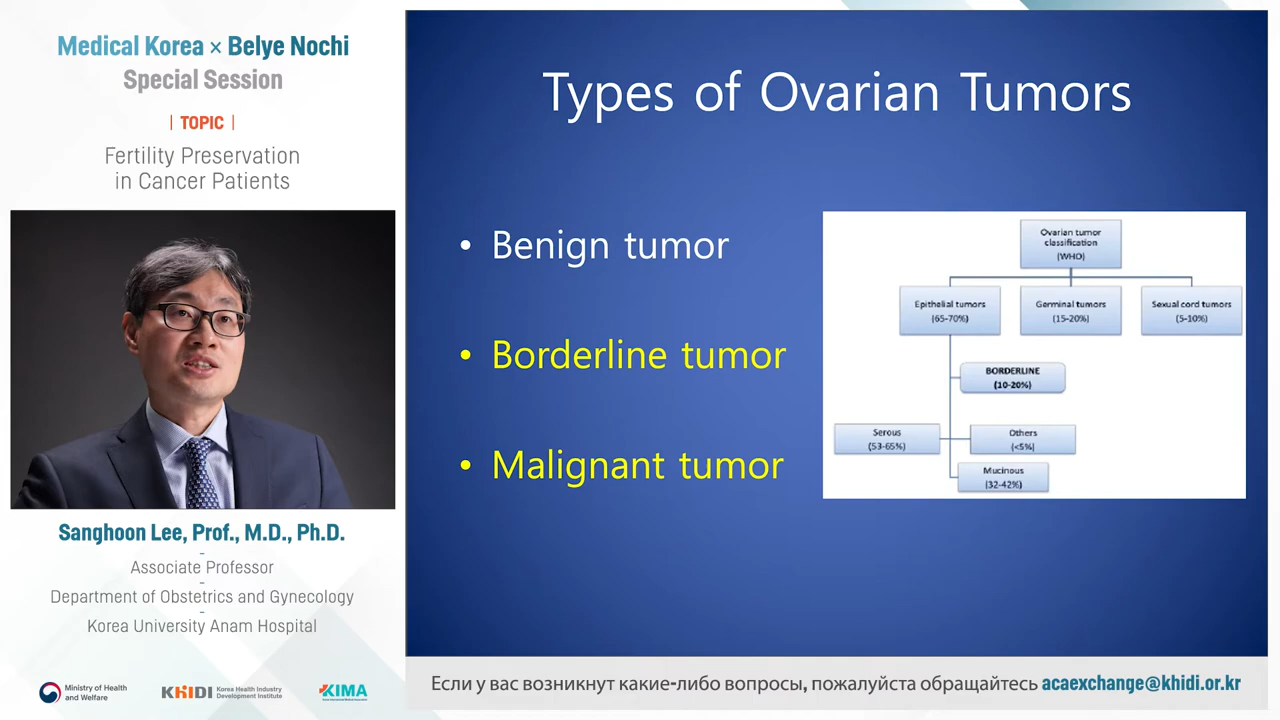 Medical Korea × Belye Nochi
Special Session
| TOPIC |
Fertility Preservation
in Cancer Patients
Sanghoon Lee, Prof., M.D., Ph.D.
-
Associate Professor
-
Department of Obstetrics and Gynecology
-
Korea University Anam Hospital
Ministry of Health
and Welfare
KHIDI Korea Health Industry
Development Institute
KIMA
Types of Ovarian Tumors
• Benign tumor
• Borderline tumor
• Malignant tumor
Ovarian tumor
classification
(WHO)
Epithelial tumors
(65-70%)
Germinal tumors
(15-20%)
Sexual cord tumors
(5-10%)
BORDERLINE
(10-20%)
Serous
(53-65%)
Others
(<5%)
Mucinous
(32-42%)
Если у вас возникнут какие-либо вопросы, пожалуйста обращайтесь acaexchange@khidi.or.kr